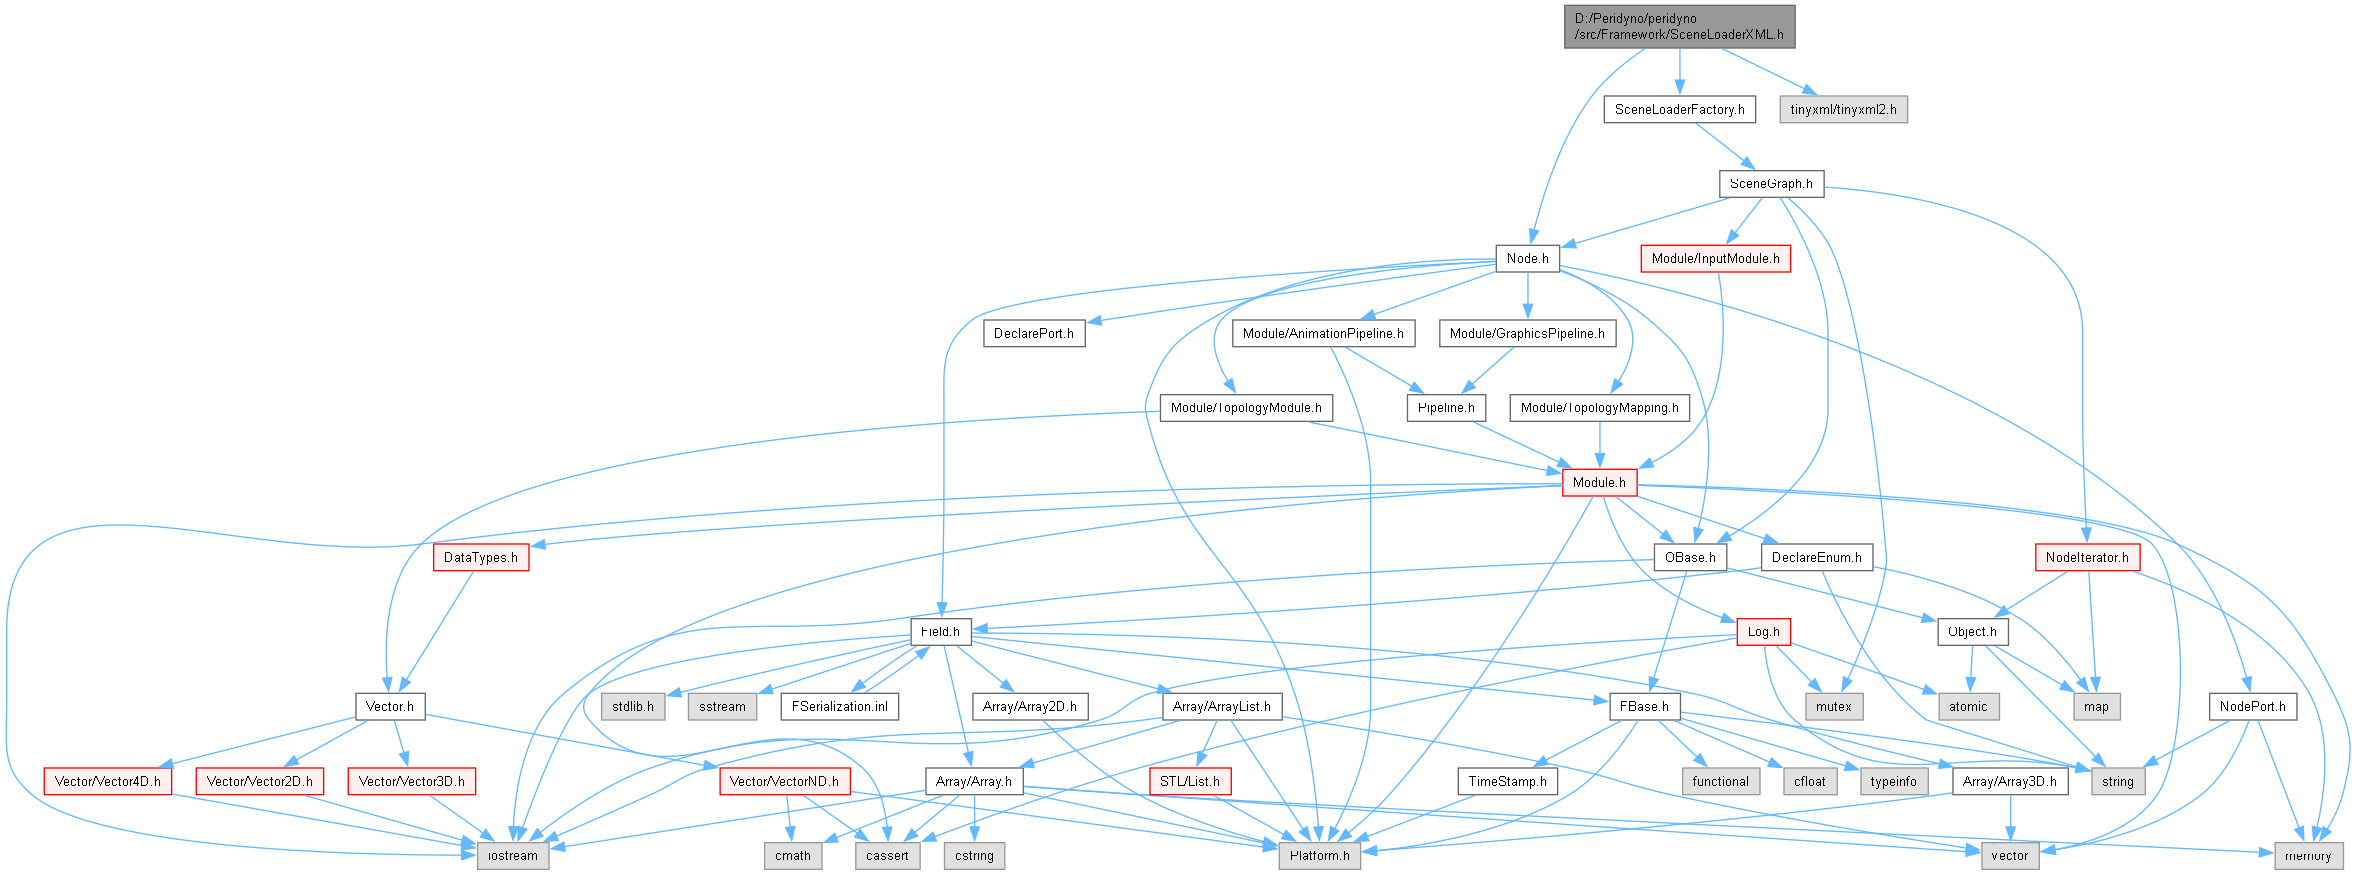 D:/Peridyno/peridyno
/src/Framework/SceneLoaderXML.h
SceneLoaderFactory.h
tinyxml/tinyxml2.h
SceneGraph.h
Node.h
Module/InputModule.h
DeclarePort.h
Module/AnimationPipeline.h
Module/GraphicsPipeline.h
Module/TopologyModule.h
Pipeline.h
Module/TopologyMapping.h
Module.h
DataTypes.h
OBase.h
DeclareEnum.h
NodeIterator.h
Field.h
Log.h
Object.h
Vector.h
stdlib.h
sstream
FSerialization.inl
Array/Array2D.h
Array/ArrayList.h
FBase.h
mutex
atomic
map
NodePort.h
Vector/Vector4D.h
Vector/Vector2D.h
Vector/Vector3D.h
Vector/VectorND.h
Array/Array.h
STL/List.h
TimeStamp.h
functional
cfloat
typeinfo
Array/Array3D.h
string
iostream
cmath
cassert
cstring
Platform.h
vector
memory